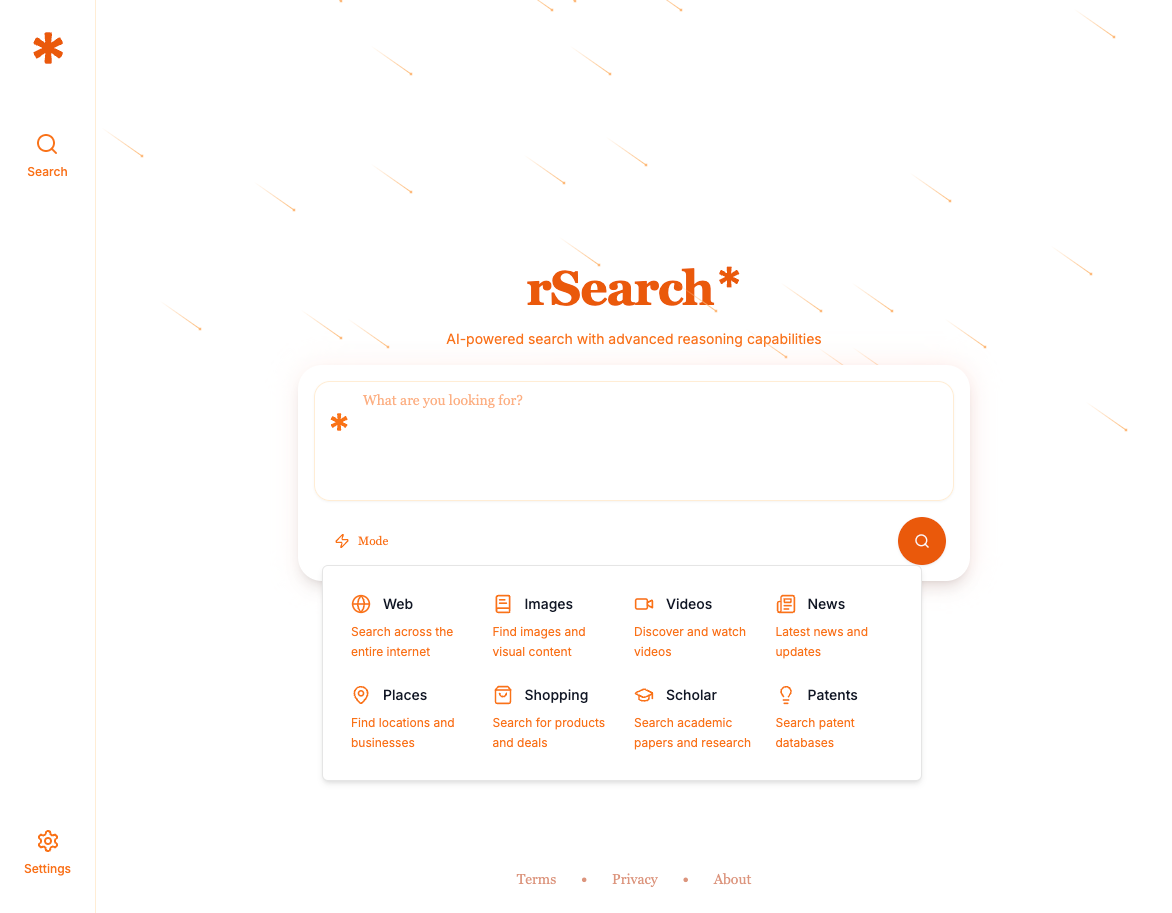 Search
rSearch*
AI-powered search with advanced reasoning capabilities
What are you looking for?
Mode
Web
Search across the
entire internet
Images
Find images and
visual content
Videos
Discover and watch
videos
News
Latest news and
updates
Places
Find locations and
businesses
Shopping
Search for products
and deals
Scholar
Search academic
papers and research
Patents
Search patent
databases
Settings
Terms • Privacy • About